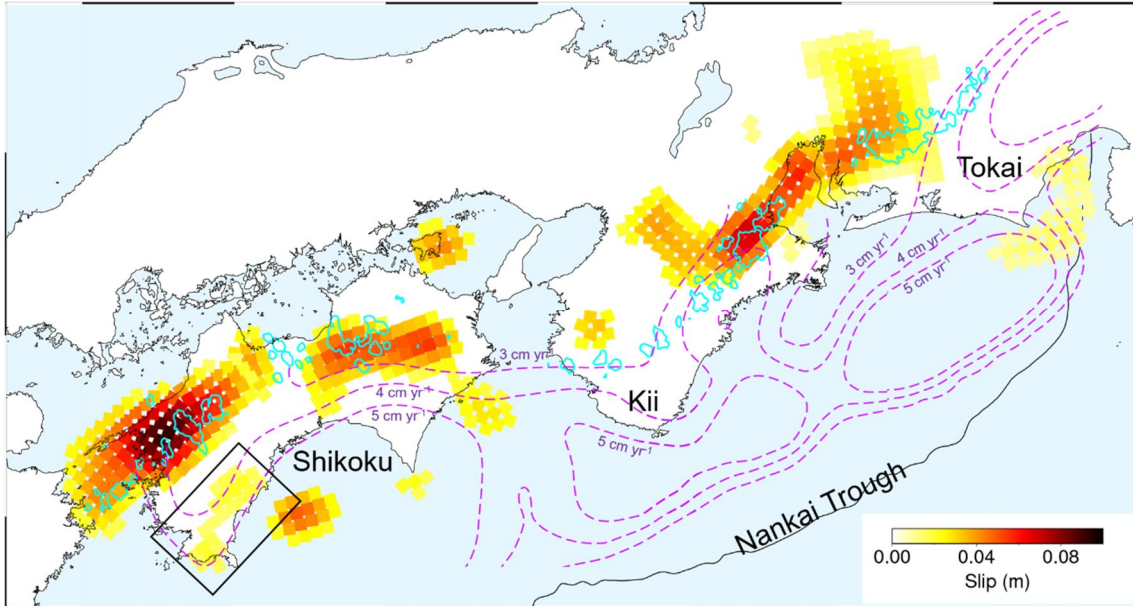 Tokai
3 cm yr-1
4 cm yr-1
5 cm yr-1
3 cm yr-1
4 cm yr-1
5 cm yr-1
Kii
5 cm yr-1
Shikoku
Nankai Trough
0.00 0.04 0.08
Slip (m)